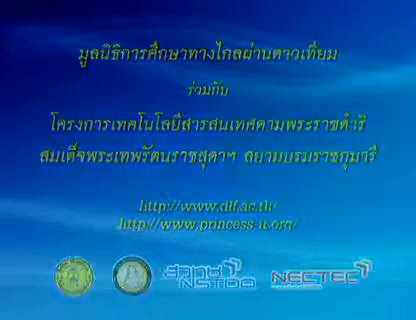 มูลนิธิการศึกษาทางไกลผ่านดาวเทียม
ร่วมกับ
โครงการเทคโนโลยีสารสนเทศตามพระราชดำริ
สมเด็จพระเทพรัตนราชสุดาฯ สยามบรมราชกุมารี
http://www.dlf.ac.th/
http://www.princess-it.org/
สวทช NECTEC
NSTDA